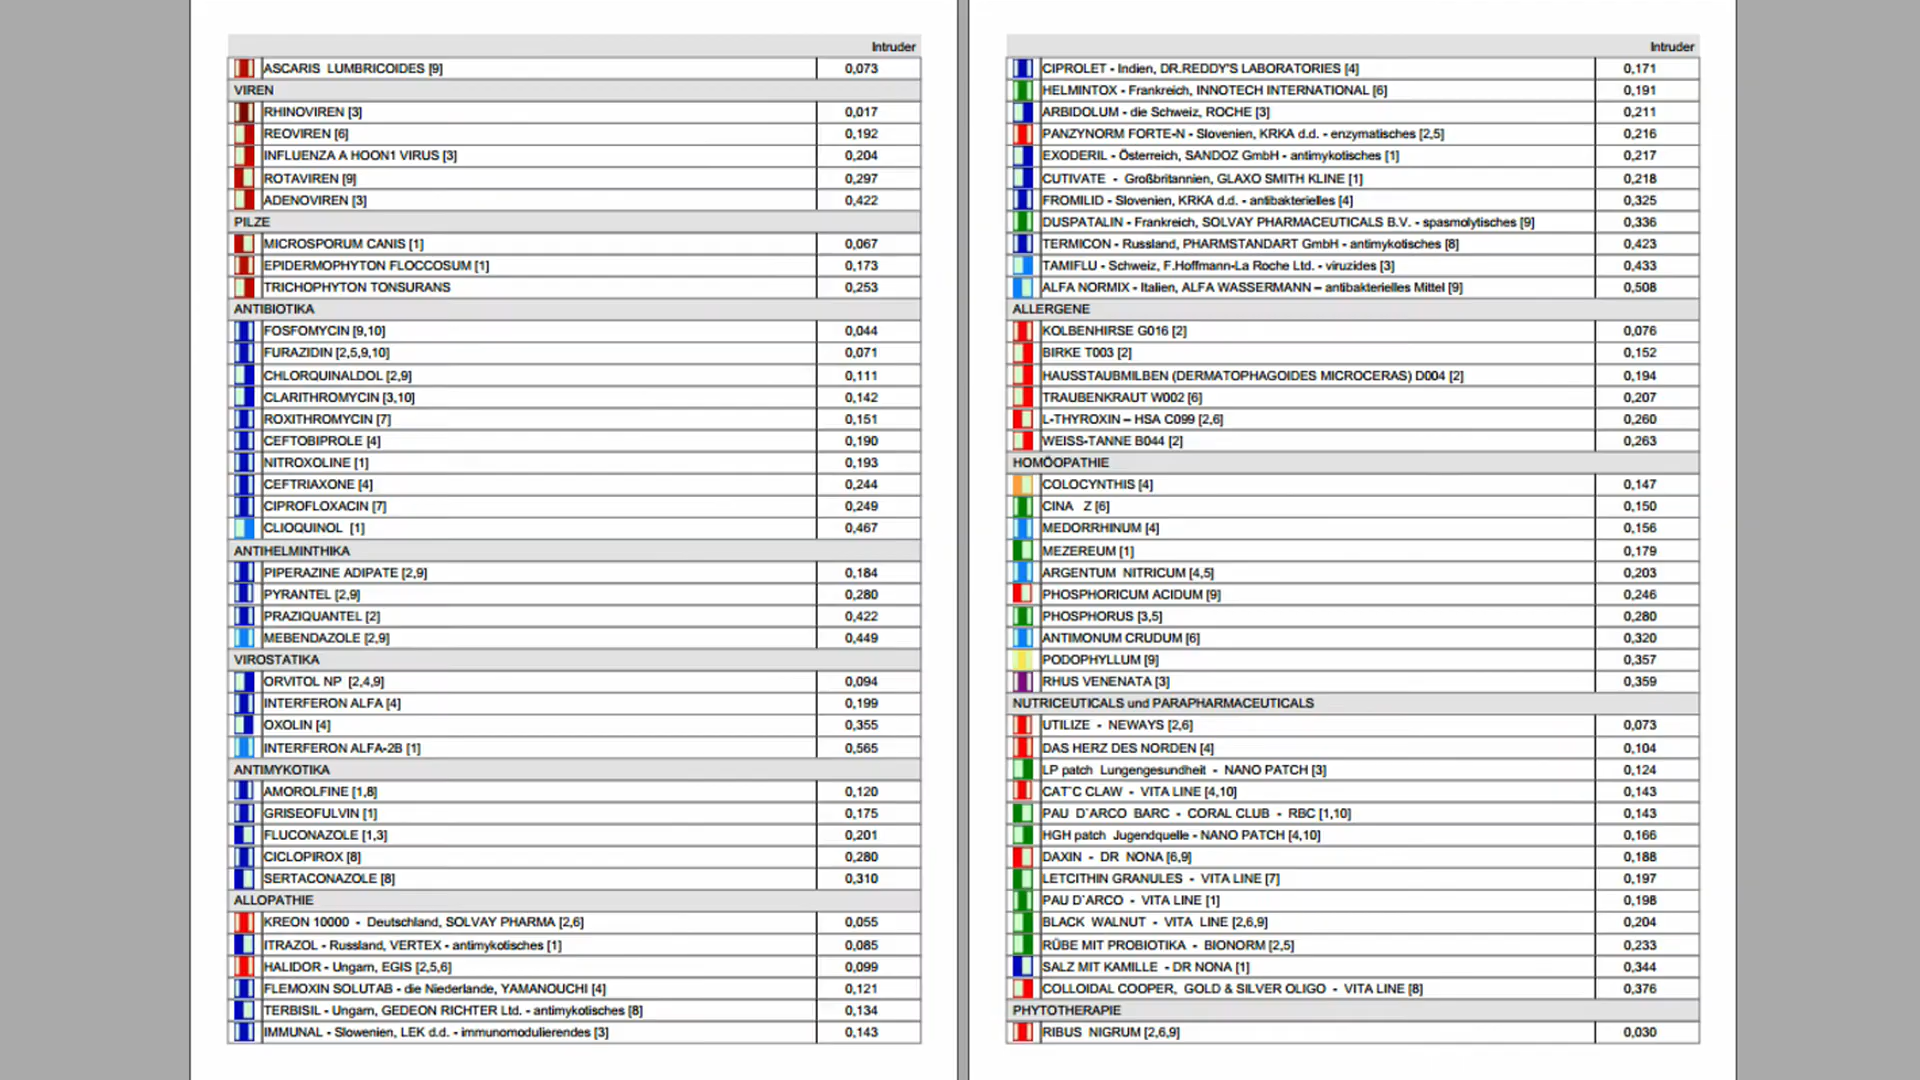 Intruder
ASCARIS LUMBRICOIDES [9] 0,073
VIREN
RHINOVIREN [3] 0,017
REOVIREN [6] 0,192
INFLUENZA A HOON1 VIRUS [3] 0,204
ROTAVIREN [9] 0,297
ADENOVIREN [3] 0,422
PILZE
MICROSPORUM CANIS [1] 0,067
EPIDERMOPHYTON FLOCCOSUM [1] 0,173
TRICHOPHYTON TONSURANS 0,253
ANTIBIOTIKA
FOSFOMYCIN [9,10] 0,044
FURAZIDIN [2,5,9,10] 0,071
CHLORQUINALDOL [2,9] 0,111
CLARITHROMYCIN [3,10] 0,142
ROXITHROMYCIN [7] 0,151
CEFTOBIPROLE [4] 0,190
NITROXOLINE [1] 0,193
CEFTRIAXONE [4] 0,244
CIPROFLOXACIN [7] 0,249
CLIOQUINOL [1] 0,467
ANTIHELMINTHIKA
PIPERAZINE ADIPATE [2,9] 0,184
PYRANTEL [2,9] 0,280
PRAZIQUANTEL [2] 0,422
MEBENDAZOLE [2,9] 0,449
VIROSTATIKA
ORVITOL NP [2,4,9] 0,094
INTERFERON ALFA [4] 0,199
OXOLIN [4] 0,355
INTERFERON ALFA-2B [1] 0,565
ANTIMYKOTIKA
AMOROLFINE [1,8] 0,120
GRISEOFULVIN [1] 0,175
FLUCONAZOLE [1,3] 0,201
CICLOPIROX [8] 0,280
SERTACONAZOLE [8] 0,310
ALLOPATHIE
KREON 10000 - Deutschland, SOLVAY PHARMA [2,6] 0,055
ITRAZOL - Russland, VERTEX - antimykotisches [1] 0,085
HALIDOR - Ungarn, EGIS [2,5,6] 0,099
FLEMOXIN SOLUTAB - die Niederlande, YAMANOUCHI [4] 0,121
TERBISIL - Ungarn, GEDEON RICHTER Ltd. - antimykotisches [8] 0,134
IMMUNAL - Slowenien, LEK d.d. - immunomodulierendes [3] 0,143
Intruder
CIPROLET - Indien, DR.REDDY'S LABORATORIES [4] 0,171
HELMINTOX - Frankreich, INNOTECH INTERNATIONAL [6] 0,191
ARBIDOLUM - die Schweiz, ROCHE [3] 0,211
PANZYNORM FORTE-N - Slovenien, KRKA d.d. - enzymatisches [2,5] 0,216
EXODERIL - Österreich, SANDOZ GmbH - antimykotisches [1] 0,217
CUTIVATE - Großbritannien, GLAXO SMITH KLINE [1] 0,218
FROMILID - Slovenien, KRKA d.d. - antibakterielles [4] 0,325
DUSPATALIN - Frankreich, SOLVAY PHARMACEUTICALS B.V. - spasmolytisches [9] 0,336
TERMICON - Russland, PHARMSTANDART GmbH - antimykotisches [8] 0,423
TAMIFLU - Schweiz, F.Hoffmann-La Roche Ltd. - viruzides [3] 0,433
ALFA NORMIX - Italien, ALFA WASSERMANN – antibakterielles Mittel [9] 0,508
ALLERGENE
KOLBENHIRSE G016 [2] 0,076
BIRKE T003 [2] 0,152
HAUSSTAUBMILBEN (DERMATOPHAGOIDES MICROCERAS) D004 [2] 0,194
TRAUBENKRAUT W002 [6] 0,207
L-THYROXIN – HSA C099 [2,6] 0,260
WEISS-TANNE B044 [2] 0,263
HOMÖOPATHIE
COLOCYNTHIS [4] 0,147
CINA Z [6] 0,150
MEDORRHINUM [4] 0,156
MEZEREUM [1] 0,179
ARGENTUM NITRICUM [4,5] 0,203
PHOSPHORICUM ACIDUM [9] 0,246
PHOSPHORUS [3,5] 0,280
ANTIMONUM CRUDUM [6] 0,320
PODOPHYLLUM [9] 0,357
RHUS VENENATA [3] 0,359
NUTRICEUTICALS und PARAPHARMACEUTICALS
UTILIZE - NEWAYS [2,6] 0,073
DAS HERZ DES NORDEN [4] 0,104
LP patch Lungengesundheit - NANO PATCH [3] 0,124
CAT`C CLAW - VITA LINE [4,10] 0,143
PAU D`ARCO BARC - CORAL CLUB - RBC [1,10] 0,143
HGH patch Jugendquelle - NANO PATCH [4,10] 0,166
DAXIN - DR NONA [6,9] 0,188
LETCITHIN GRANULES - VITA LINE [7] 0,197
PAU D`ARCO - VITA LINE [1] 0,198
BLACK WALNUT - VITA LINE [2,6,9] 0,204
RÜBE MIT PROBIOTIKA - BIONORM [2,5] 0,233
SALZ MIT KAMILLE - DR NONA [1] 0,344
COLLOIDAL COOPER, GOLD & SILVER OLIGO - VITA LINE [8] 0,376
PHYTOTHERAPIE
RIBUS NIGRUM [2,6,9] 0,030